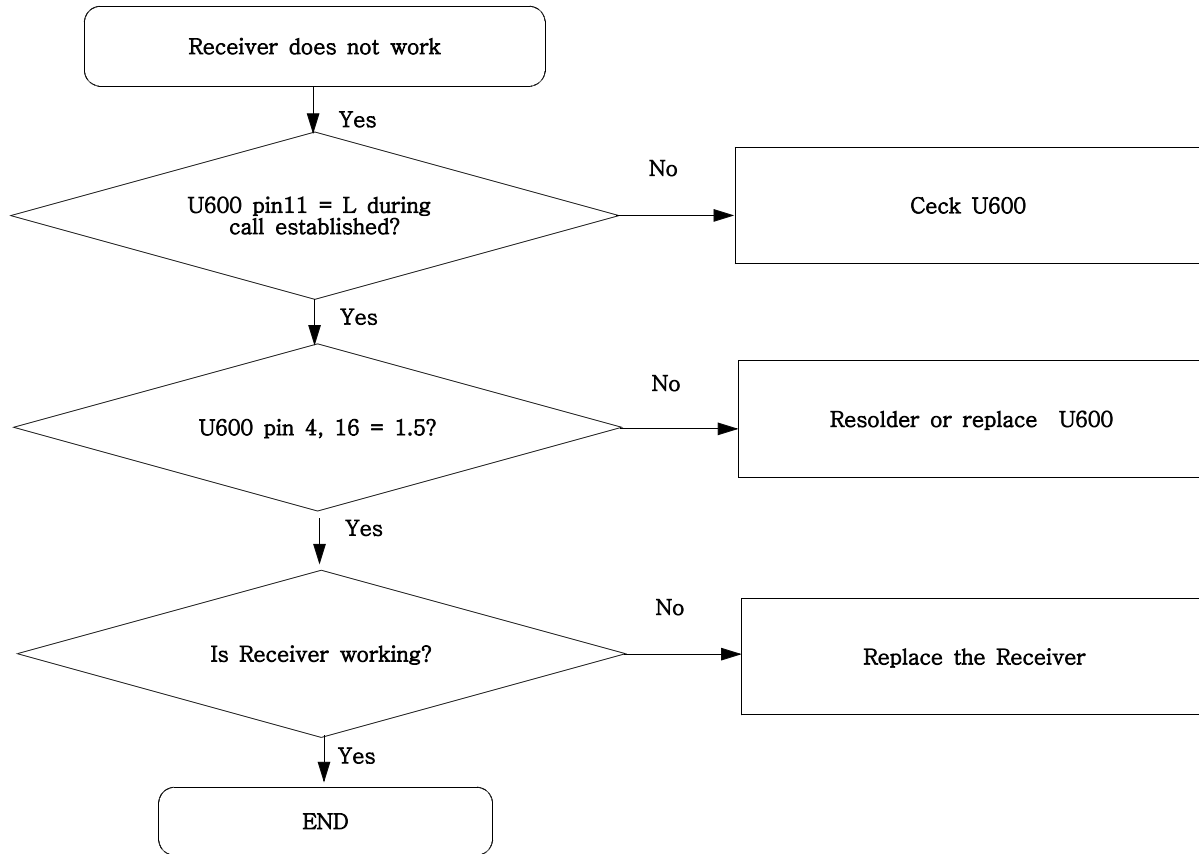 Receiver does not work
Yes
No
U600 pin11 = L during
call established?
Ceck U600
Yes
No
U600 pin 4, 16 = 1.5?
Resolder or replace U600
Yes
No
Is Receiver working?
Replace the Receiver
Yes
END